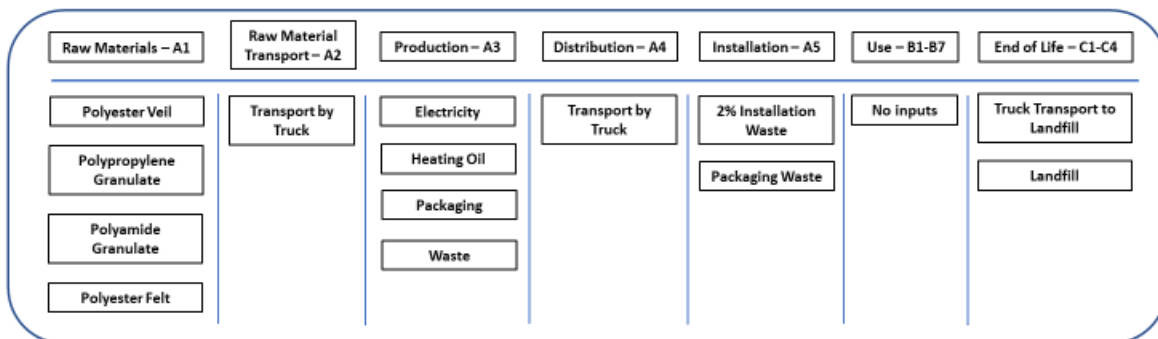 Raw Materials – A1
Raw Material
Transport – A2
Production – A3
Distribution – A4
Installation – A5
Use – B1-B7
End of Life – C1-C4
Polyester Veil
Polypropylene
Granulate
Polyamide
Granulate
Polyester Felt
Transport by
Truck
Electricity
Heating Oil
Packaging
Waste
Transport by
Truck
2% Installation
Waste
Packaging Waste
No inputs
Truck Transport to
Landfill
Landfill